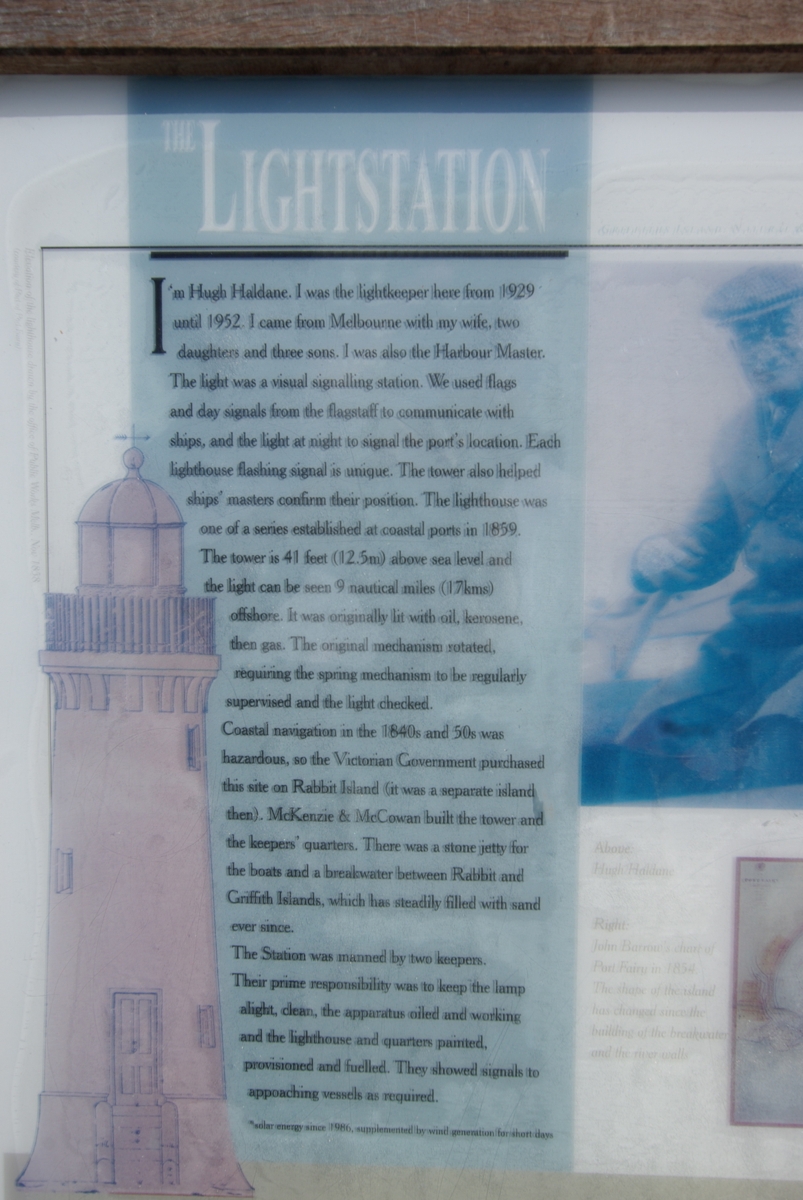 THE
LIGHTSTATION
I'm Hugh Haldane. I was the lightkeeper here from 1929
until 1952. I came from Melbourne with my wife, two
daughters and three sons. I was also the Harbour Master.
The light was a visual signalling station. We used flags
and day signals from the flagstaff to communicate with
ships, and the light at night to signal the port's location. Each
lighthouse flashing signal is unique. The tower also helped
ships' masters confirm their position. The lighthouse was
one of a series established at coastal ports in 1859.
The tower is 41 feet (12.5m) above sea level and
the light can be seen 9 nautical miles (17kms)
offshore. It was originally lit with oil, kerosene,
then gas. The original mechanism rotated,
requiring the spring mechanism to be regularly
supervised and the light checked.
Coastal navigation in the 1840s and 50s was
hazardous, so the Victorian Government purchased
this site on Rabbit Island (it was a separate island
then). McKenzie & McCowan built the tower and
the keepers' quarters. There was a stone jetty for
the boats and a breakwater between Rabbit and
Griffith Islands, which has steadily filled with sand
ever since.
The Station was manned by two keepers.
Their prime responsibility was to keep the lamp
alight, clean, the apparatus oiled and working
and the lighthouse and quarters painted,
provisioned and fuelled. They showed signals to
appoaching vessels as required.
*solar energy since 1986, supplemented by wind generation for short days
Above:
Hugh Haldane
Right:
John Barrow's chart of
Port Fairy in 1854
The shape of the island
has changed since the
building of the breakwater
and the river walls